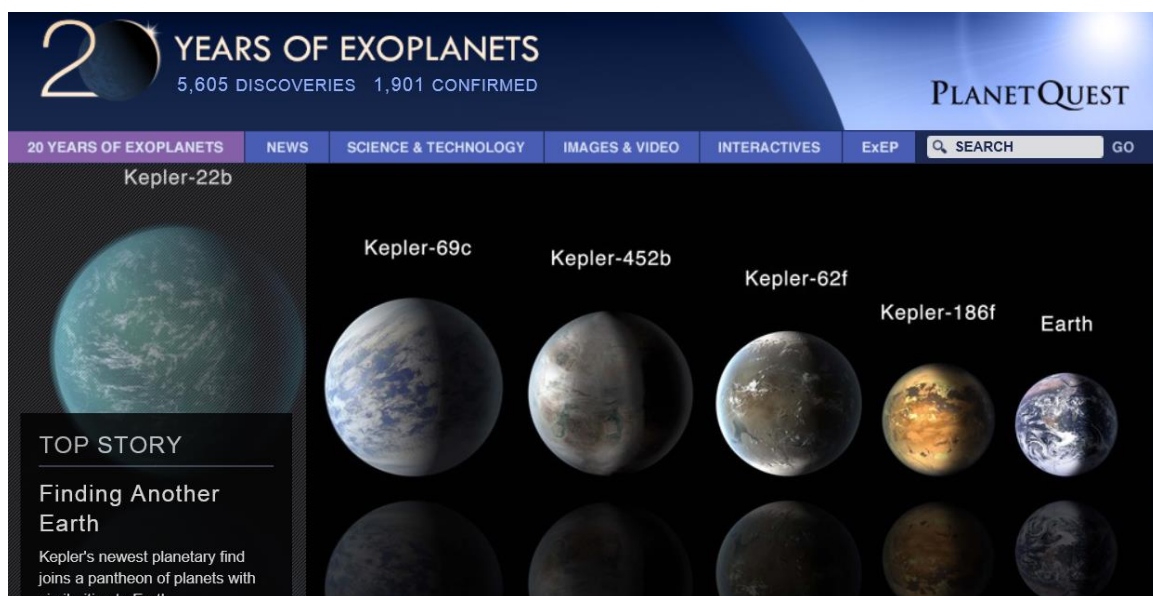 20 YEARS OF EXOPLANETS
5,605 DISCOVERIES 1,901 CONFIRMED
PLANETQUEST
20 YEARS OF EXOPLANETS NEWS SCIENCE & TECHNOLOGY IMAGES & VIDEO INTERACTIVES ExEP SEARCH GO
Kepler-22b
Kepler-69c
Kepler-452b
Kepler-62f
Kepler-186f
Earth
TOP STORY
Finding Another
Earth
Kepler's newest planetary find
joins a pantheon of planets with